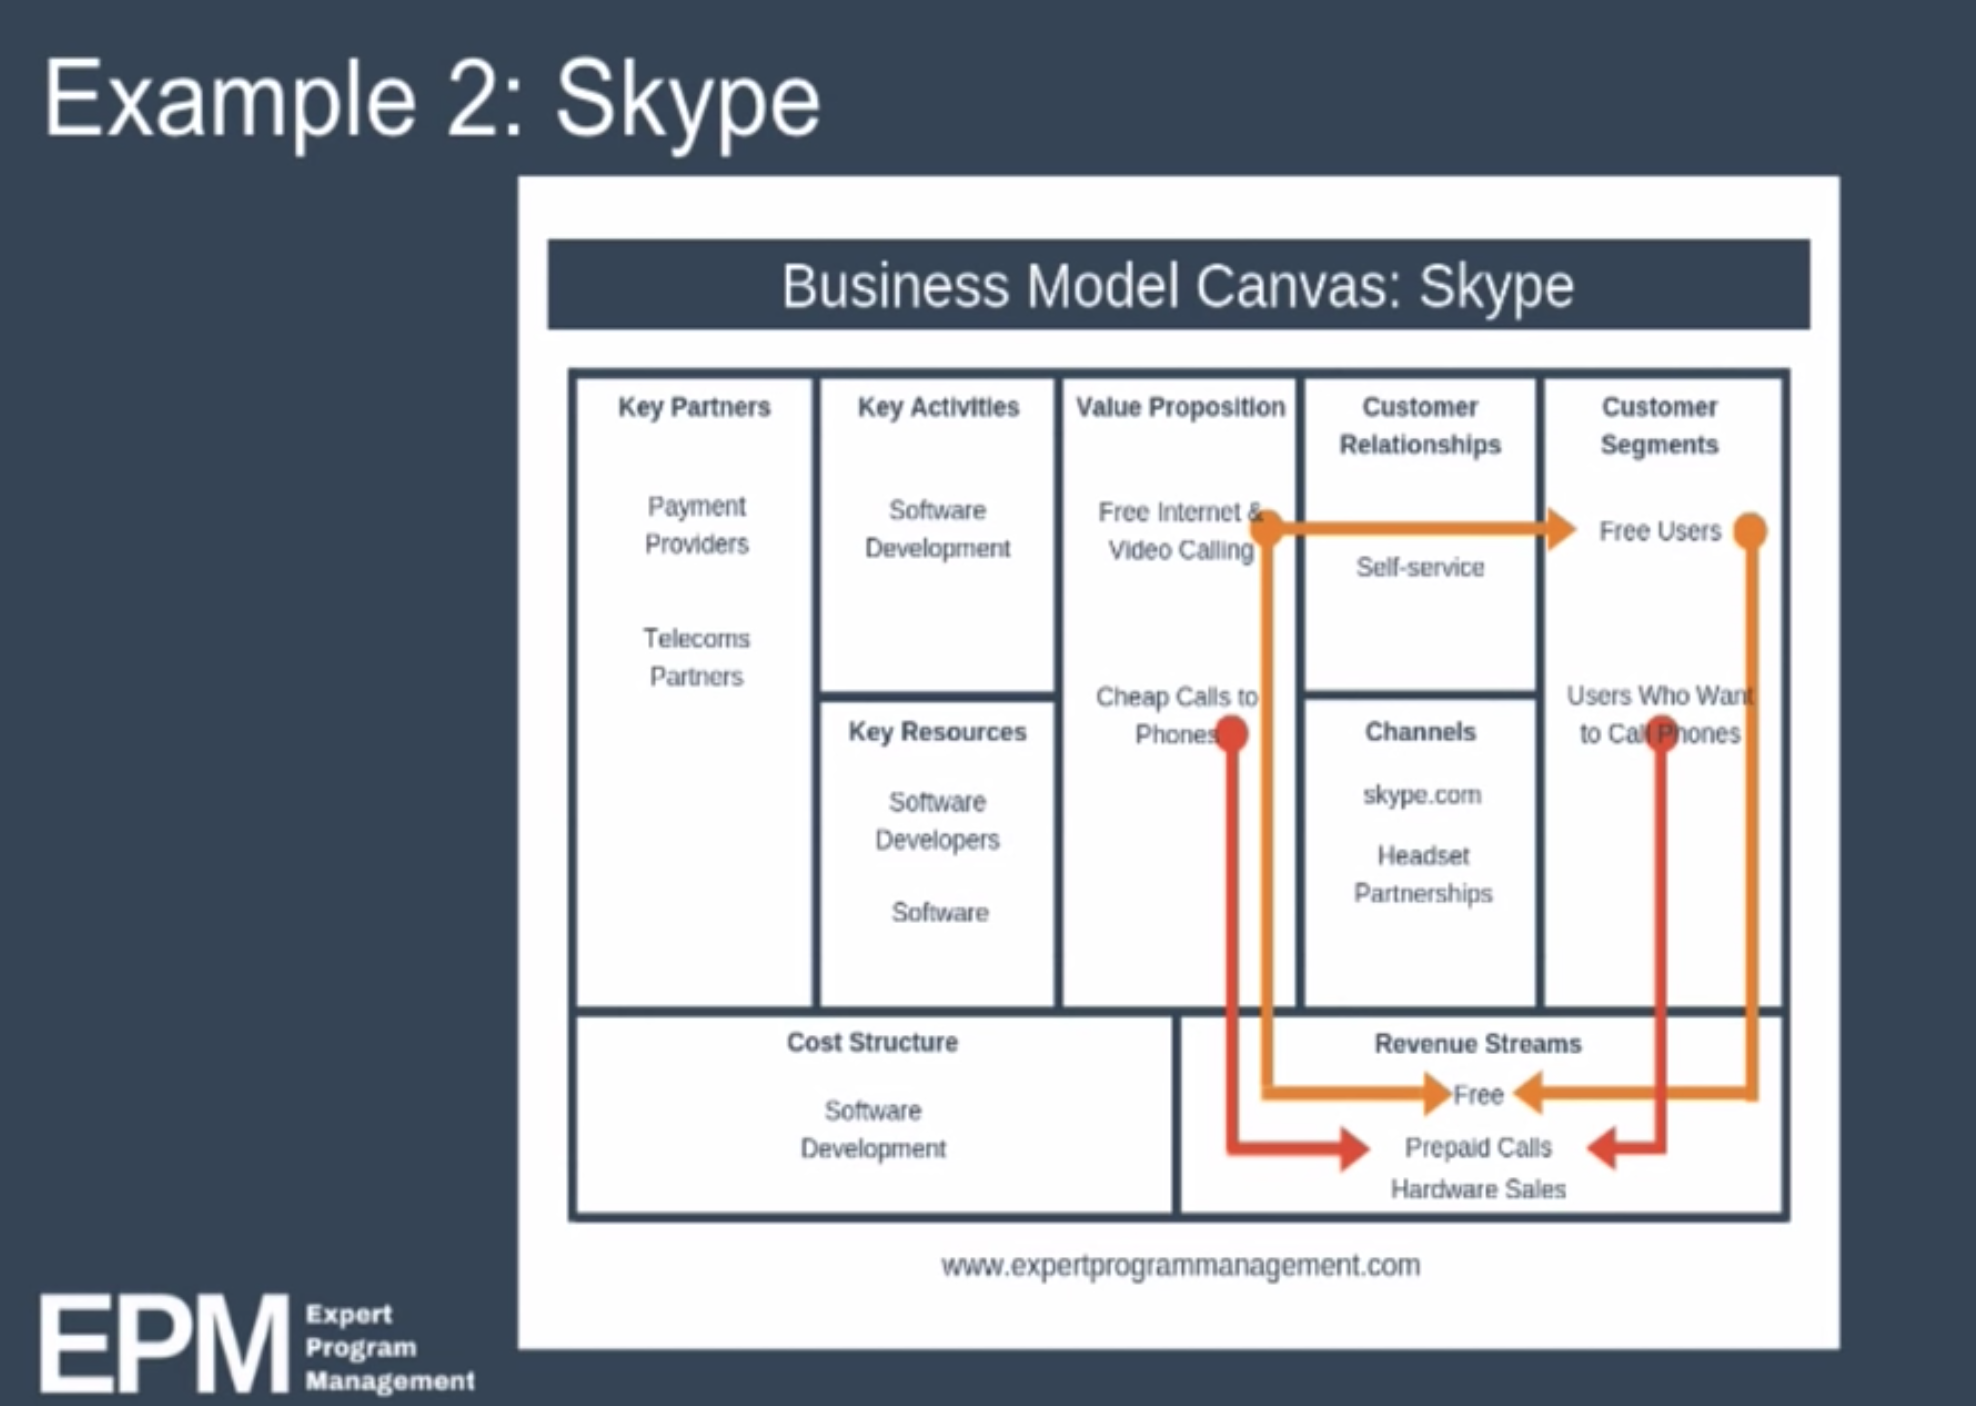 Example 2: Skype
Business Model Canvas: Skype
Key Partners
Payment
Providers
Telecoms
Partners
Key Activities
Software
Development
Key Resources
Software
Developers
Software
Value Proposition
Free Internet &
Video Calling
Cheap Calls to
Phones
Customer
Relationships
Self-service
Channels
skype.com
Headset
Partnerships
Customer
Segments
Free Users
Users Who Want
to Call Phones
Cost Structure
Software
Development
Revenue Streams
Free
Prepaid Calls
Hardware Sales
www.expertprogrammanagement.com
EPM
Expert
Program
Management